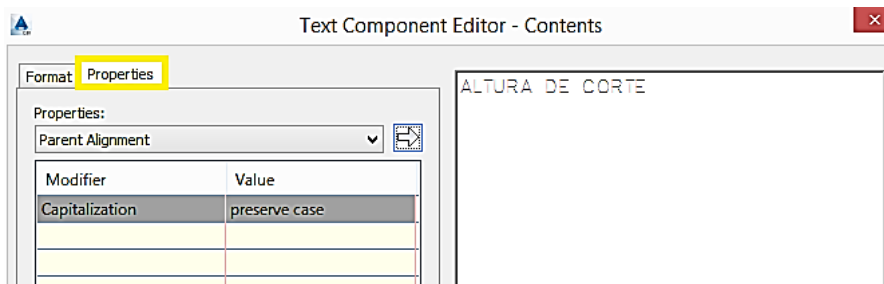 Text Component Editor - Contents
Format Properties
ALTURA DE CORTE
Properties:
Parent Alignment
Modifier Value
Capitalization preserve case